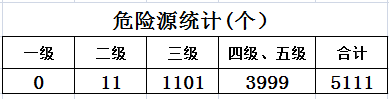 危险源统计(个)
一级 二级 三级 四级、五级 合计
0 11 1101 3999 5111